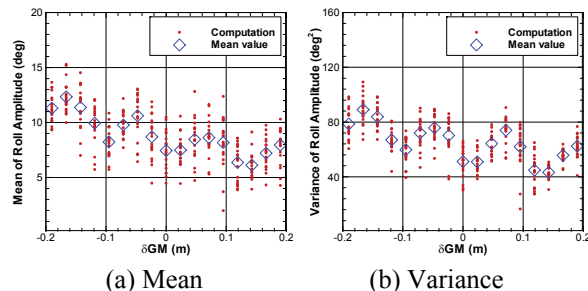 20
15
10
5
Mean of Roll Amplitude (deg)
Computation
Mean value
-0.2
-0.1
0
0.1
0.2
δGM (m)
(a) Mean
160
120
80
40
Variance of Roll Amplitude (deg²)
Computation
Mean value
-0.2
-0.1
0
0.1
0.2
δGM (m)
(b) Variance